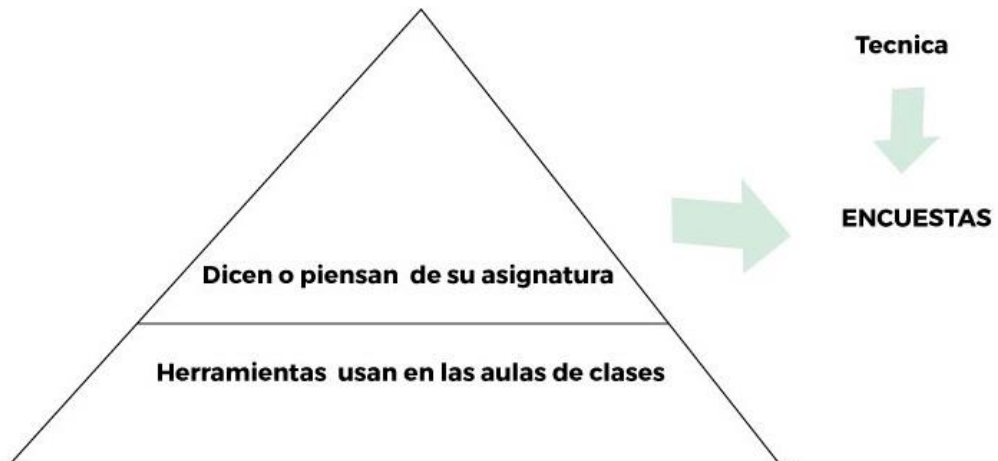 Tecnica
ENCUESTAS
Dicen o piensan de su asignatura
Herramientas usan en las aulas de clases